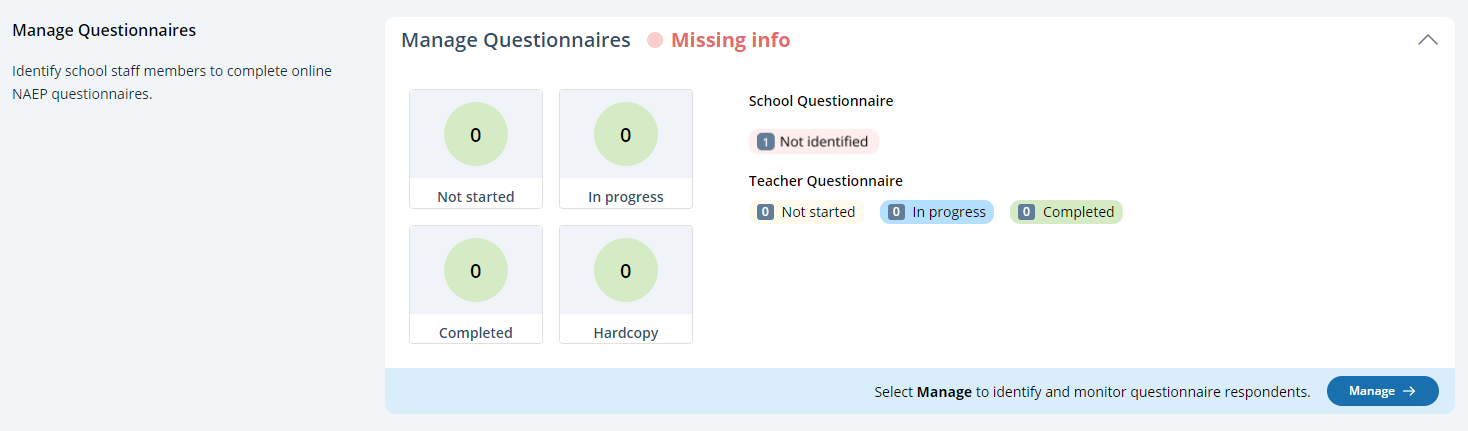 Manage Questionnaires
Identify school staff members to complete online
NAEP questionnaires.
Manage Questionnaires Missing info
0 0
Not started In progress
0 0
Completed Hardcopy
School Questionnaire
1 Not identified
Teacher Questionnaire
0 Not started 0 In progress 0 Completed
Select Manage to identify and monitor questionnaire respondents. Manage →